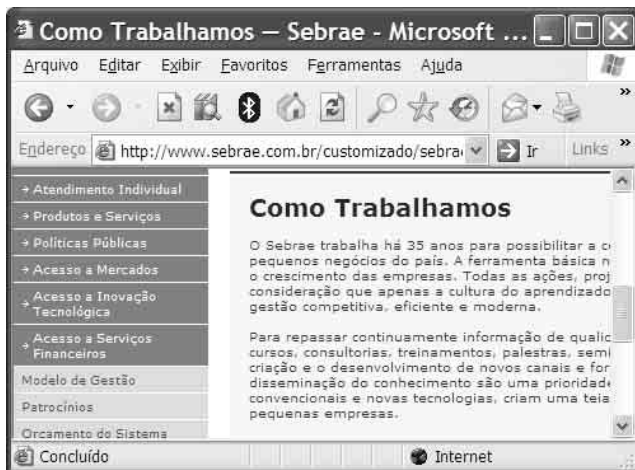 Como Trabalhamos — Sebrae - Microsoft ...
Arquivo Editar Exibir Favoritos Ferramentas Ajuda
»
Endereço http://www.sebrae.com.br/customizado/sebra Ir Links »
Atendimento Individual
Produtos e Serviços
Políticas Públicas
Acesso a Mercados
Acesso a Inovação
Tecnológica
Acesso a Serviços
Financeiros
Modelo de Gestão
Patrocínios
Orçamento do Sistema
Como Trabalhamos
O Sebrae trabalha há 35 anos para possibilitar a
pequenos negócios do país. A ferramenta básica
o crescimento das empresas. Todas as ações,
consideração que apenas a cultura do aprendizado
gestão competitiva, eficiente e moderna.
Para repassar continuamente informação de
cursos, consultorias, treinamentos, palestras,
criação e o desenvolvimento de novos canais e
disseminação do conhecimento são uma
convencionais e novas tecnologias, criam uma teia
pequenas empresas.
Concluído Internet